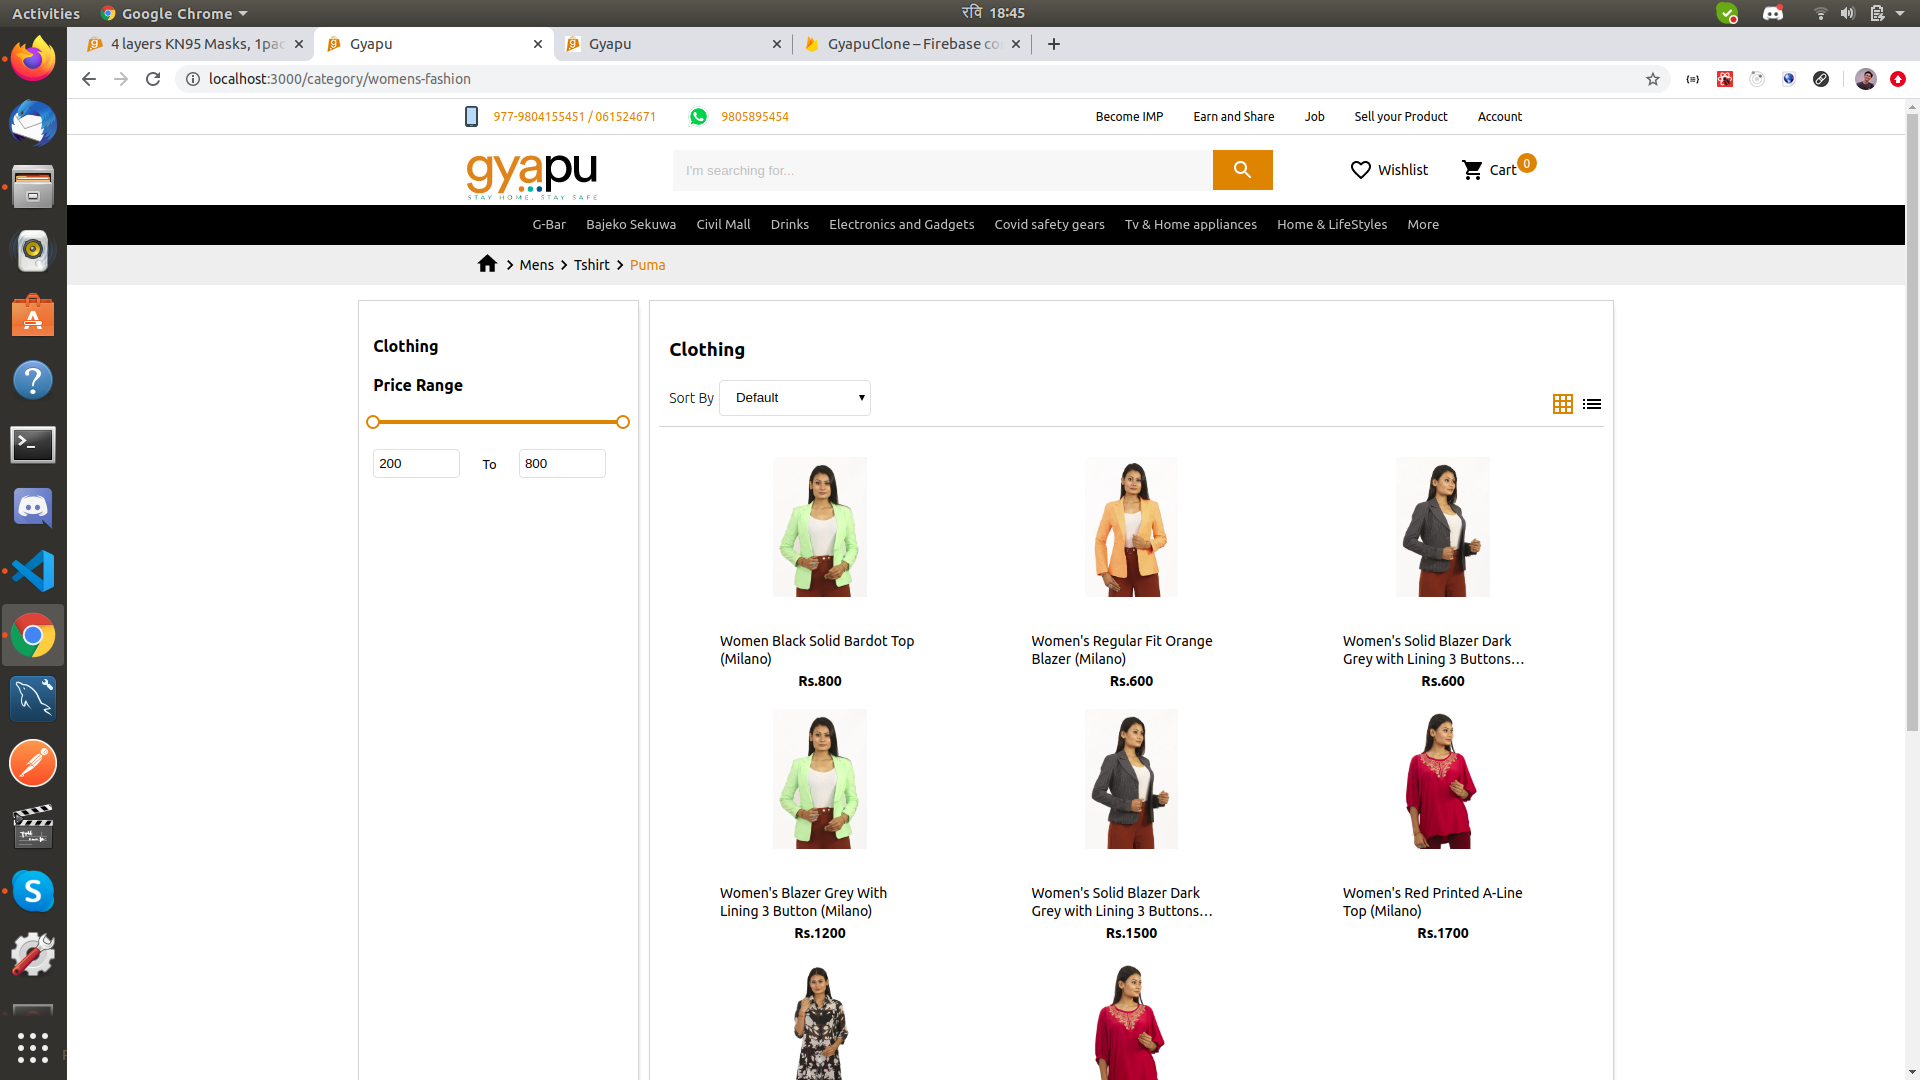 Activities
Google Chrome
रवि 18:45
4 layers KN95 Masks, 1pac
Gyapu
Gyapu
GyapuClone – Firebase co
localhost:3000/category/womens-fashion
977-9804155451 / 061524671
9805895454
Become IMP
Earn and Share
Job
Sell your Product
Account
gyapu
STAY HOME, STAY SAFE
I'm searching for...
Wishlist
Cart
0
G-Bar
Bajeko Sekuwa
Civil Mall
Drinks
Electronics and Gadgets
Covid safety gears
Tv & Home appliances
Home & LifeStyles
More
Mens
Tshirt
Puma
Clothing
Price Range
200
To
800
Clothing
Sort By
Default
Women Black Solid Bardot Top
(Milano)
Rs.800
Women's Regular Fit Orange
Blazer (Milano)
Rs.600
Women's Solid Blazer Dark
Grey with Lining 3 Buttons…
Rs.600
Women's Blazer Grey With
Lining 3 Button (Milano)
Rs.1200
Women's Solid Blazer Dark
Grey with Lining 3 Buttons…
Rs.1500
Women's Red Printed A-Line
Top (Milano)
Rs.1700